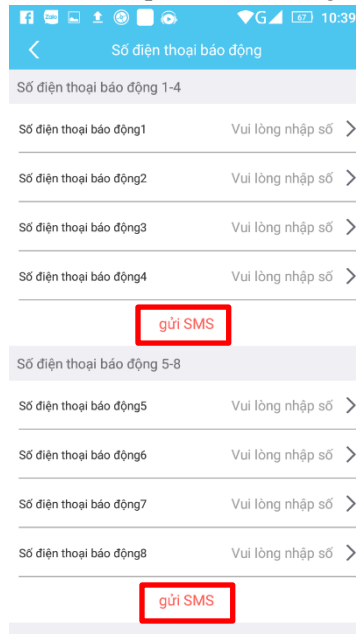 G 67 10:39
Số điện thoại báo động
Số điện thoại báo động 1-4
Số điện thoại báo động1 Vui lòng nhập số
Số điện thoại báo động2 Vui lòng nhập số
Số điện thoại báo động3 Vui lòng nhập số
Số điện thoại báo động4 Vui lòng nhập số
gửi SMS
Số điện thoại báo động 5-8
Số điện thoại báo động5 Vui lòng nhập số
Số điện thoại báo động6 Vui lòng nhập số
Số điện thoại báo động7 Vui lòng nhập số
Số điện thoại báo động8 Vui lòng nhập số
gửi SMS